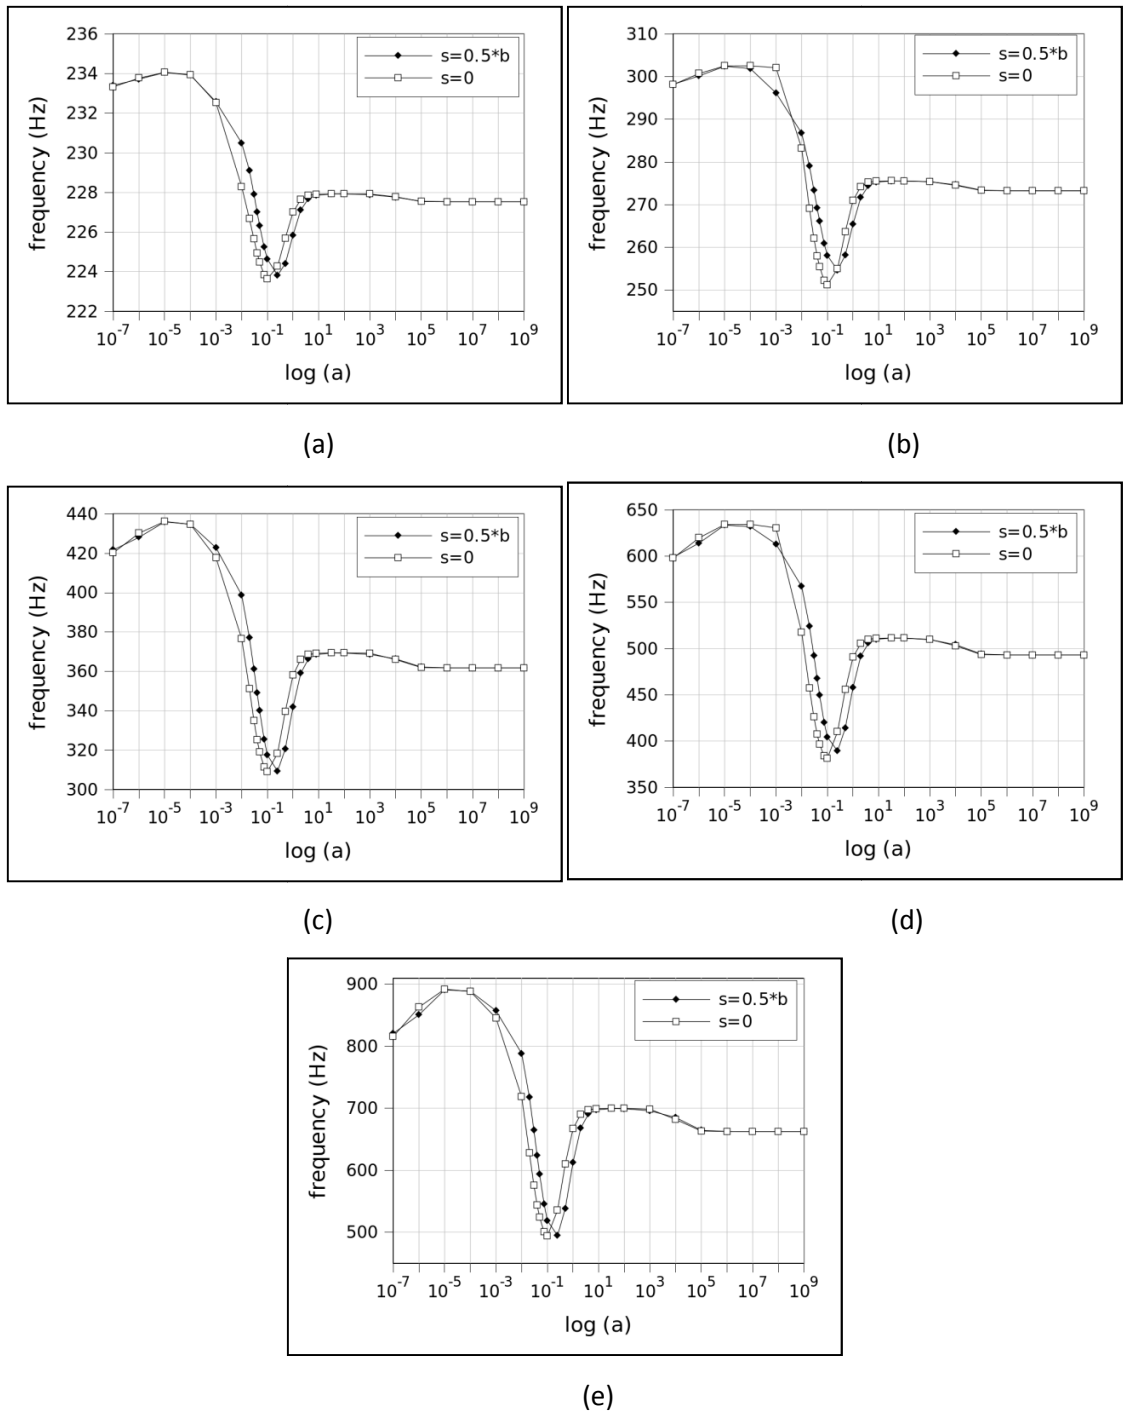 236
234
232
230
228
226
224
222
frequency (Hz)
s=0.5*b
s=0
10-7 10-5 10-3 10-1 101 103 105 107 109
log (a)
(a)
310
300
290
280
270
260
250
frequency (Hz)
s=0.5*b
s=0
10-7 10-5 10-3 10-1 101 103 105 107 109
log (a)
(b)
440
420
400
380
360
340
320
300
frequency (Hz)
s=0.5*b
s=0
10-7 10-5 10-3 10-1 101 103 105 107 109
log (a)
(c)
650
600
550
500
450
400
350
frequency (Hz)
s=0.5*b
s=0
10-7 10-5 10-3 10-1 101 103 105 107 109
log (a)
(d)
900
800
700
600
500
frequency (Hz)
s=0.5*b
s=0
10-7 10-5 10-3 10-1 101 103 105 107 109
log (a)
(e)